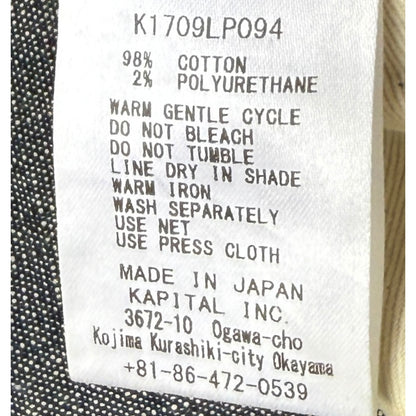 K1709LP094
98% COTTON
2% POLYURETHANE
WARM GENTLE CYCLE
DO NOT BLEACH
DO NOT TUMBLE
LINE DRY IN SHADE
WARM IRON
WASH SEPARATELY
USE NET
USE PRESS CLOTH
MADE IN JAPAN
KAPITAL INC.
3672-10 Ogawa-cho
Kojima Kurashiki-city Okayama
+81-86-472-0539